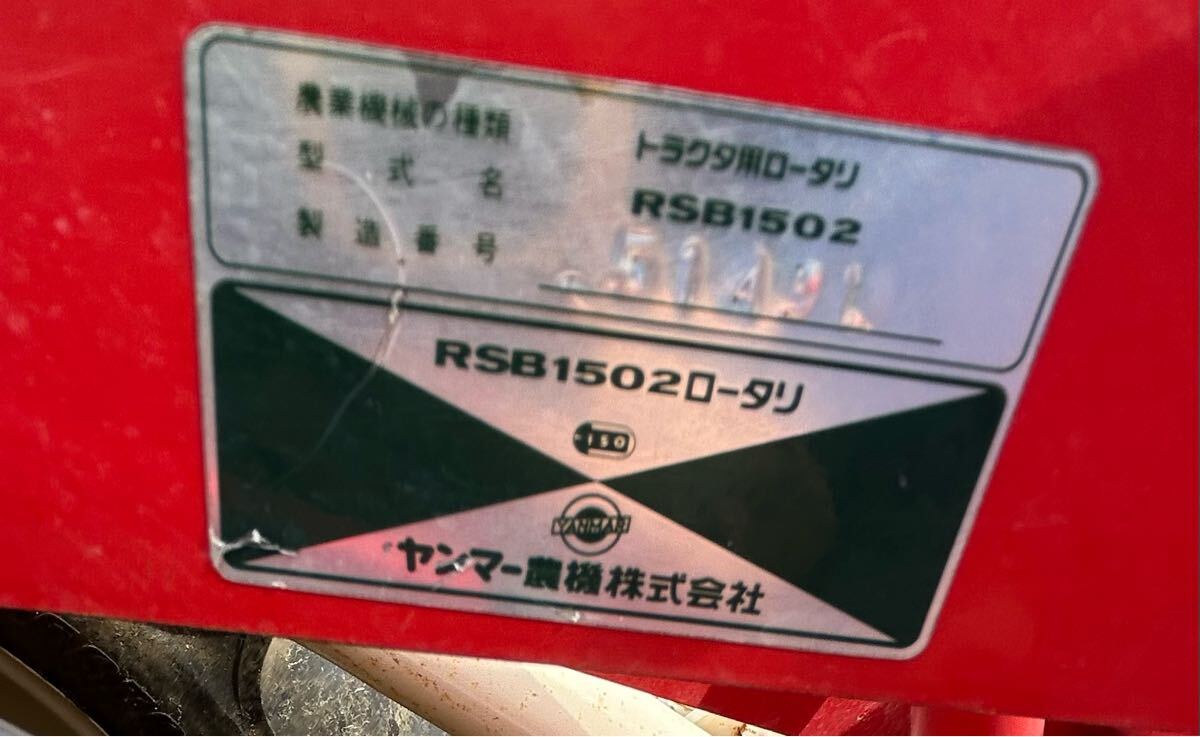 農業機械の種類 トラクタ用ロータリ
型式名 RSB1502
製造番号
RSB1502ロータリ
150
YANMAR
ヤンマー農機株式会社